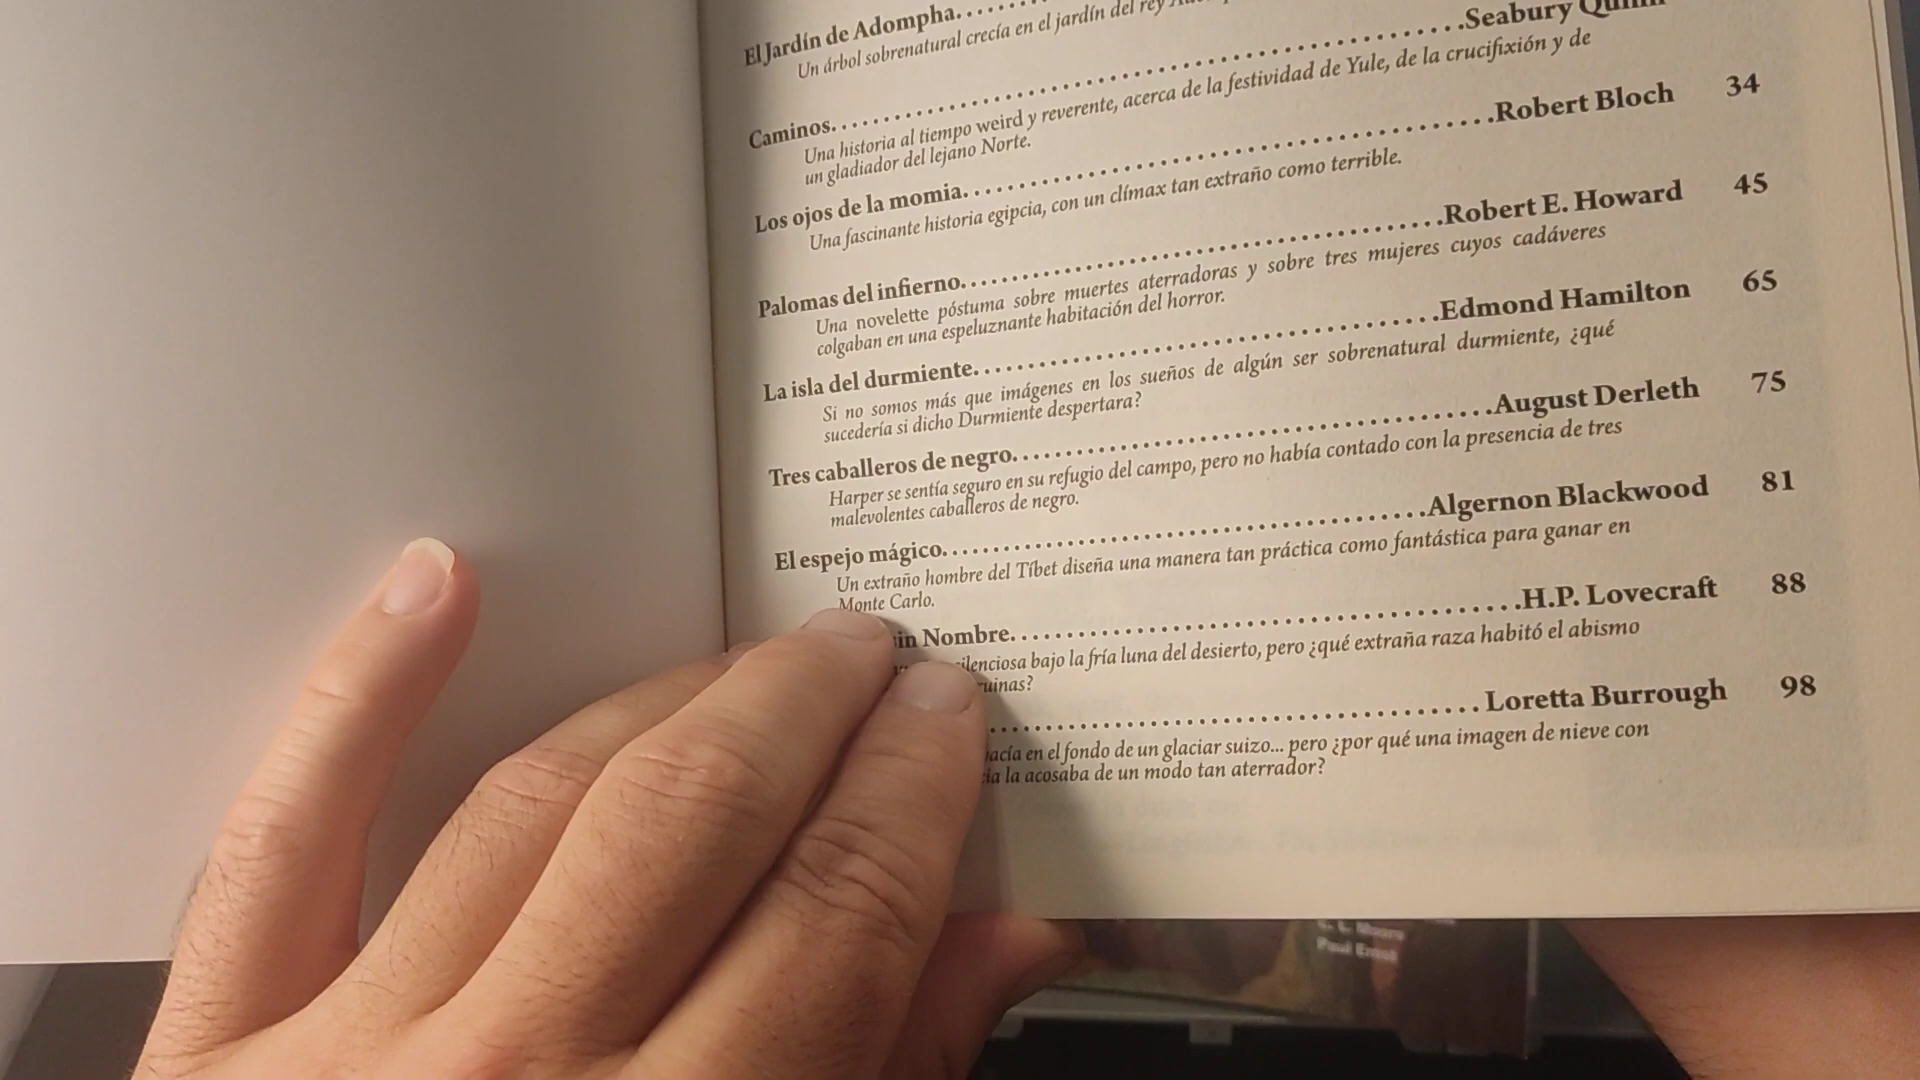 El Jardín de Adompha..........
Un árbol sobrenatural crecía en el jardín del rey
Caminos..........Seabury
Una historia al tiempo weird y reverente, acerca de la festividad de Yule, de la crucifixión y de
un gladiador del lejano Norte.
Los ojos de la momia..........Robert Bloch 34
Una fascinante historia egipcia, con un clímax tan extraño como terrible.
Palomas del infierno..........Robert E. Howard 45
Una novelette póstuma sobre muertes aterradoras y sobre tres mujeres cuyos cadáveres
colgaban en una espeluznante habitación del horror.
La isla del durmiente..........Edmond Hamilton 65
Si no somos más que imágenes en los sueños de algún ser sobrenatural durmiente, ¿qué
sucedería si dicho Durmiente despertara?
Tres caballeros de negro..........August Derleth 75
Harper se sentía seguro en su refugio del campo, pero no había contado con la presencia de tres
malevolentes caballeros de negro.
El espejo mágico..........Algernon Blackwood 81
Un extraño hombre del Tíbet diseña una manera tan práctica como fantástica para ganar en
Monte Carlo.
in Nombre..........H.P. Lovecraft 88
ilenciosa bajo la fría luna del desierto, pero ¿qué extraña raza habitó el abismo
uinas?
..........Loretta Burrough 98
acía en el fondo de un glaciar suizo... pero ¿por qué una imagen de nieve con
ia la acosaba de un modo tan aterrador?
C. L. Moore
Paul Ernst